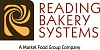 READING
BAKERY
SYSTEMS
A Markel Food Group Company